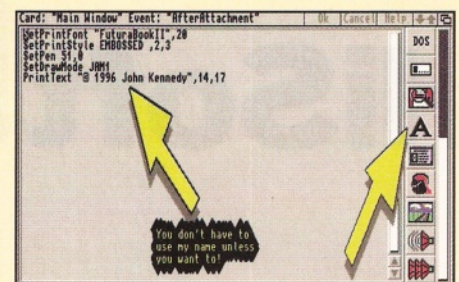 Card: "Main Window" Event: "AfterAttachment" Ok Cancel Help
SetPrintFont "FuturaBookII",20
SetPrintStyle EMBOSSED ,2,3
SetPen 51,0
SetDrawMode JAM1
PrintText "© 1996 John Kennedy",14,17
DOS
A
You don't have to
use my name unless
you want to!